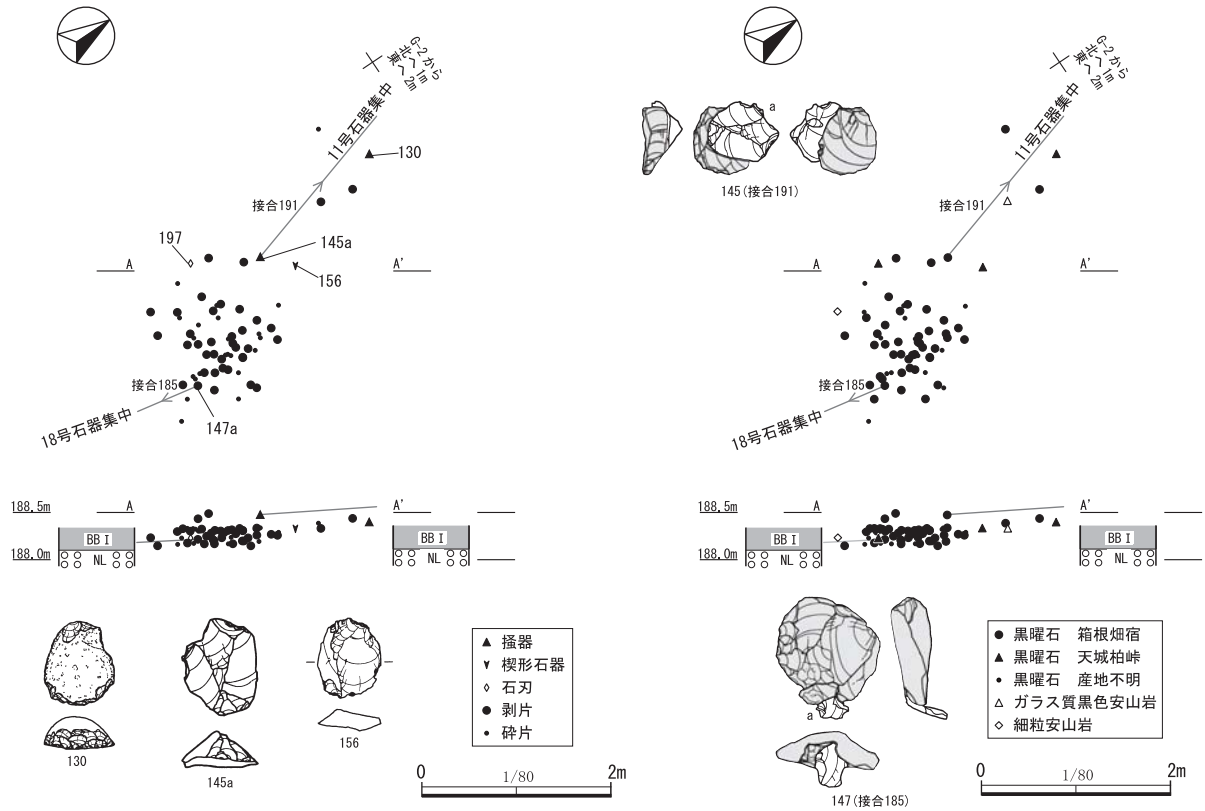 G-2から
北へ1m
東へ2m
11号石器集中
130
接合191
197
145a
156
A
A'
接合185
147a
18号石器集中
188.5m
A
A'
BBⅠ
BBⅠ
188.0m
NL
NL
130
145a
156
掻器
楔形石器
石刃
剥片
砕片
0
1/80
2m
G-2から
北へ1m
東へ2m
11号石器集中
a
145(接合191)
接合191
A
A'
接合185
18号石器集中
188.5m
A
A'
BBⅠ
BBⅠ
188.0m
NL
NL
a
147(接合185)
黒曜石 箱根畑宿
黒曜石 天城柏峠
黒曜石 産地不明
ガラス質黒色安山岩
細粒安山岩
0
1/80
2m